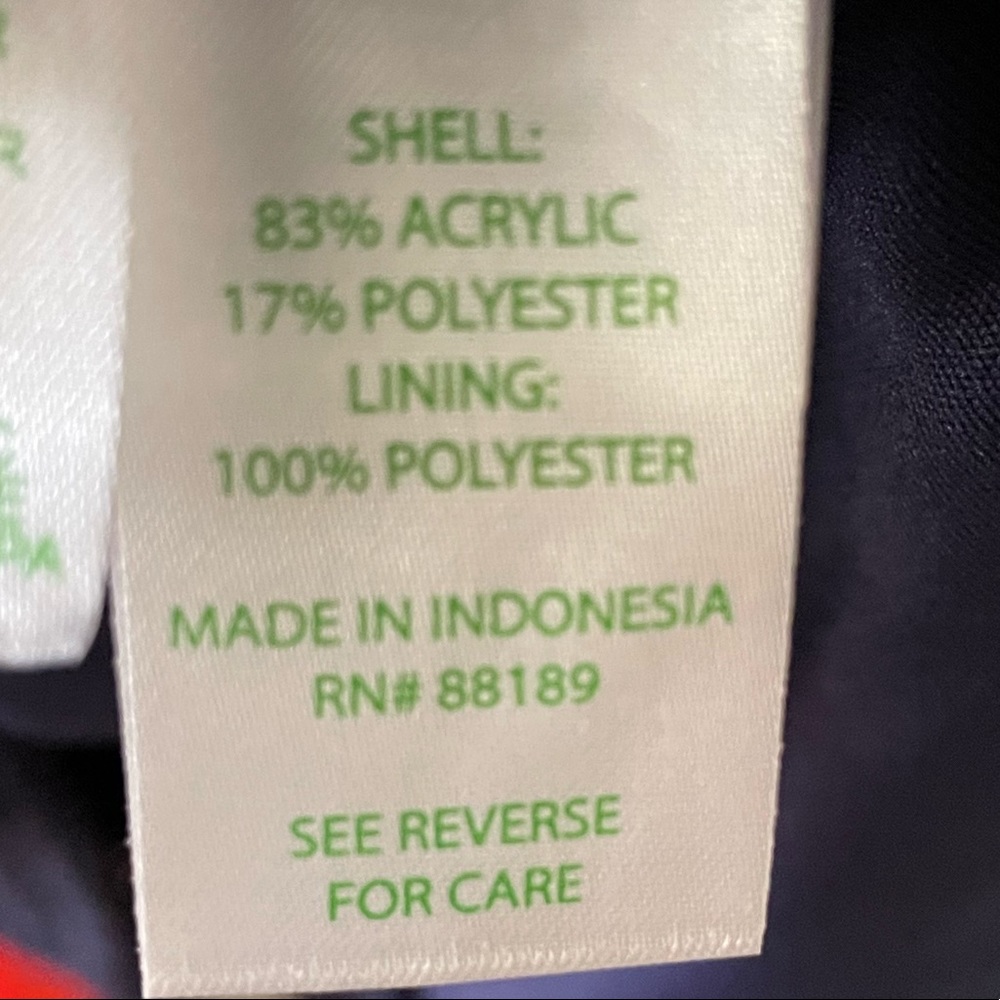 SHELL:
83% ACRYLIC
17% POLYESTER
LINING:
100% POLYESTER
MADE IN INDONESIA
RN# 88189
SEE REVERSE
FOR CARE